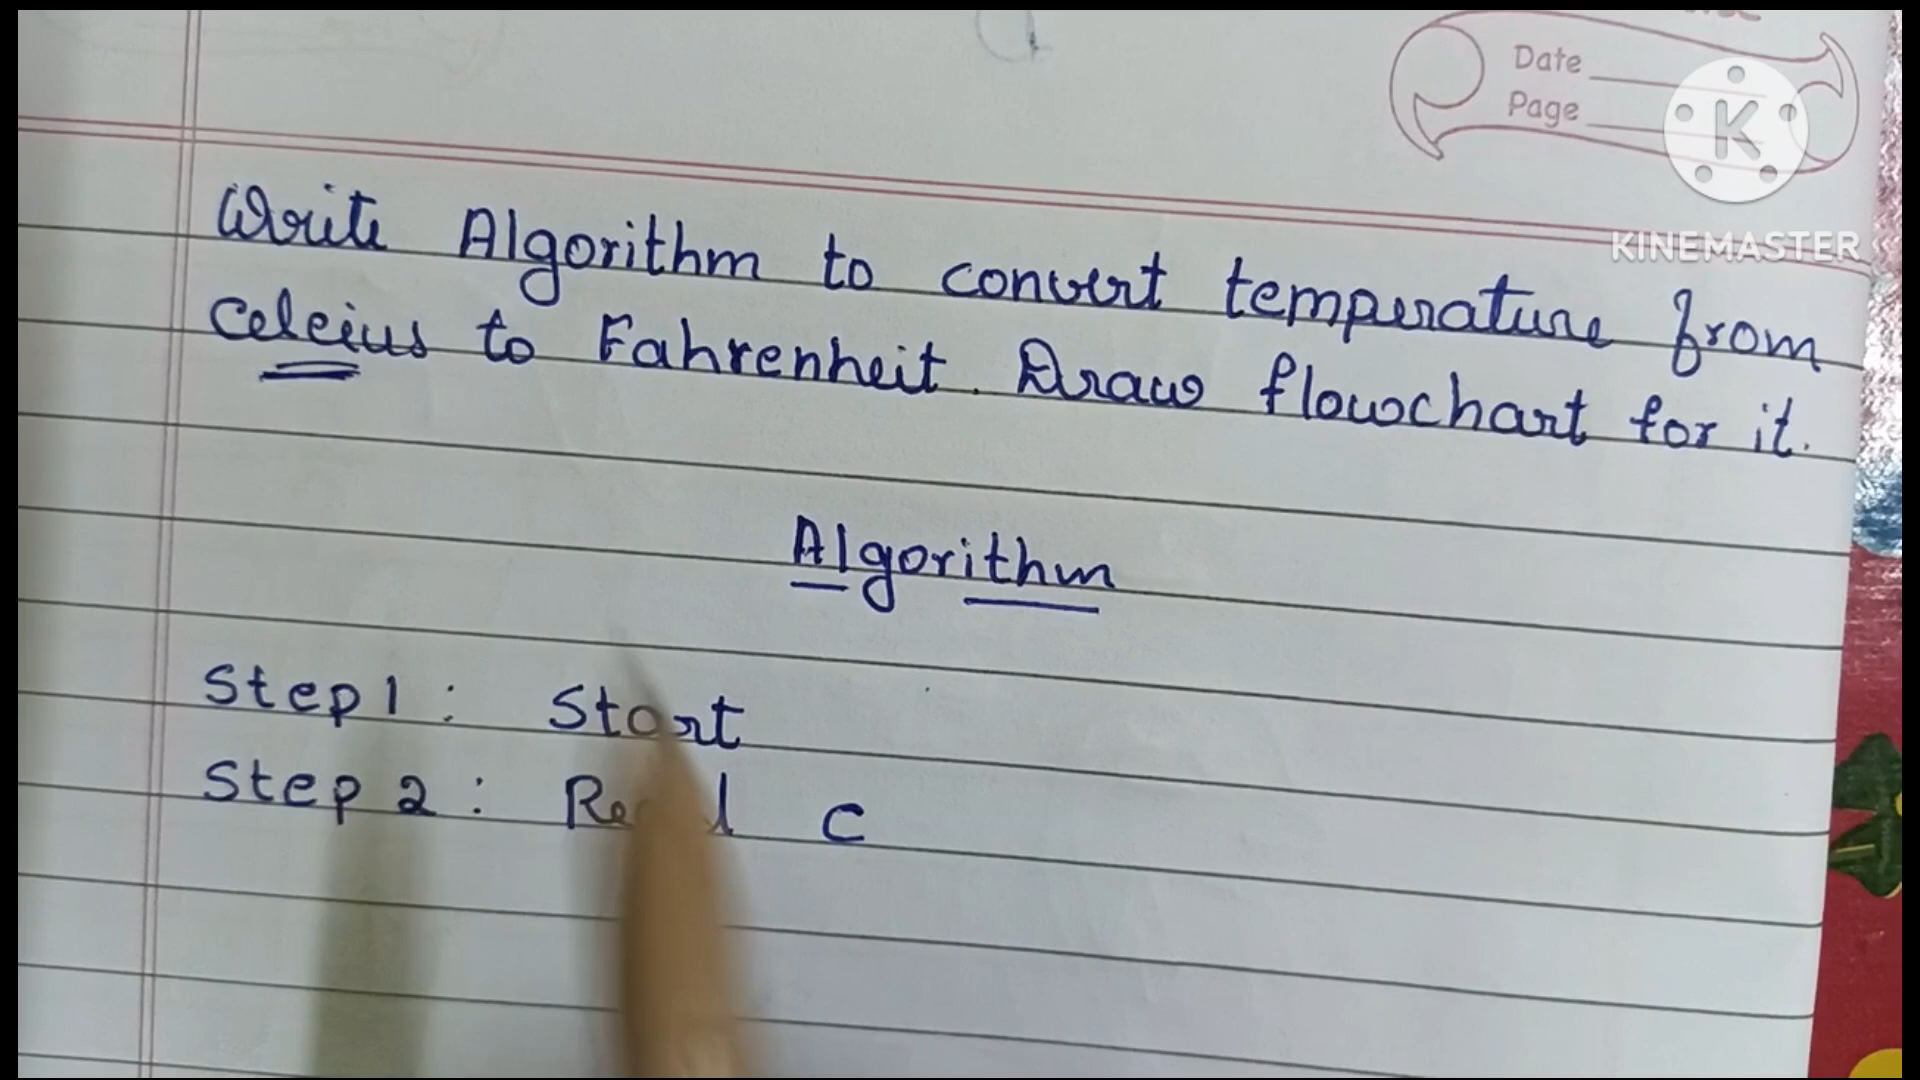 Date
Page
KINEMASTER
Write Algorithm to convert temperature from
Celcius to Fahrenheit. Draw flowchart for it.
Algorithm
Step 1 : Start
Step 2 : Read C